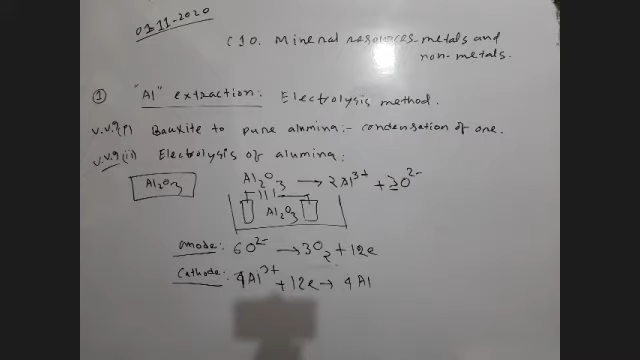 01-11-2020
C10. Mineral resources-metals and
non-metals.
① "Al" extraction: Electrolysis method.
v.v.q(i) Bauxite to pure alumina:- condensation of one.
v.v.q(ii) Electrolysis of alumina:
Al₂O₃ Al₂O₃ → 2Al³⁺ + 3O²⁻
Al₂O₃
Anode: 6O²⁻ → 3O₂ + 12e
Cathode: 4Al³⁺ + 12e → 4Al